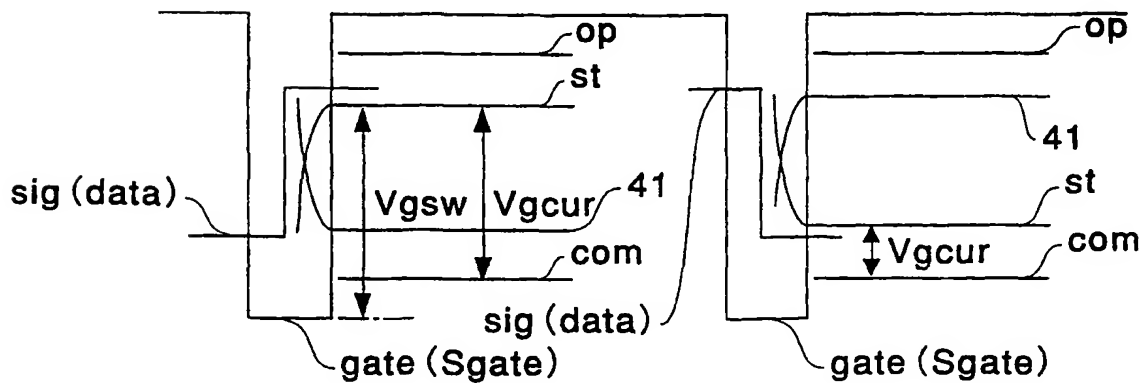 op
st
41
sig (data)
Vgsw
Vgcur
com
gate (Sgate)
op
41
st
com
Vgcur
sig (data)
gate (Sgate)